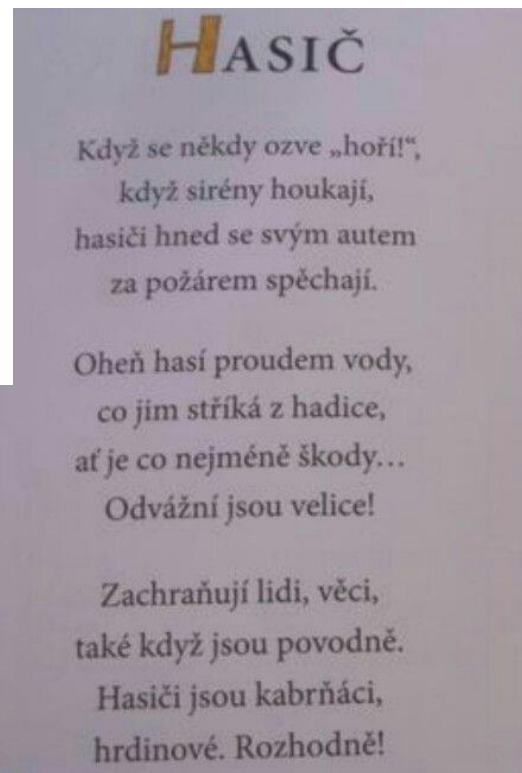 HASIČ
Když se někdy ozve „hoří!“,
když sirény houkají,
hasiči hned se svým autem
za požárem spěchají.
Oheň hasí proudem vody,
co jim stříká z hadice,
ať je co nejméně škody…
Odvážní jsou velice!
Zachraňují lidi, věci,
také když jsou povodně.
Hasiči jsou kabrňáci,
hrdinové. Rozhodně!